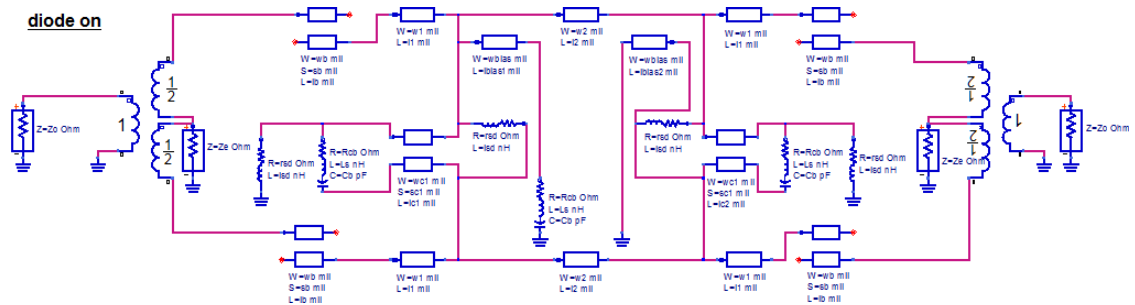 diode on
W=wb mil
S=sb mil
L=lb mil
W=w1 mil
L=l1 mil
W=wbias mil
L=lbias1 mil
W=w2 mil
L=l2 mil
W=wbias mil
L=lbias2 mil
W=w1 mil
L=l1 mil
W=wb mil
S=sb mil
L=lb mil
1
2
1
1
2
Z=Zo Ohm
Z=Ze Ohm
R=rsd Ohm
L=lsd nH
R=Rcb Ohm
L=Ls nH
C=Cb pF
W=wc1 mil
S=sc1 mil
L=lc1 mil
R=rsd Ohm
L=lsd nH
R=Rcb Ohm
L=Ls nH
C=Cb pF
R=rsd Ohm
L=lsd nH
W=wc1 mil
S=sc1 mil
L=lc2 mil
R=Rcb Ohm
L=Ls nH
C=Cb pF
R=rsd Ohm
L=lsd nH
Z=Ze Ohm
1
2
1
1
2
Z=Zo Ohm
W=wb mil
S=sb mil
L=lb mil
W=w1 mil
L=l1 mil
W=w2 mil
L=l2 mil
W=w1 mil
L=l1 mil
W=wb mil
S=sb mil
L=lb mil